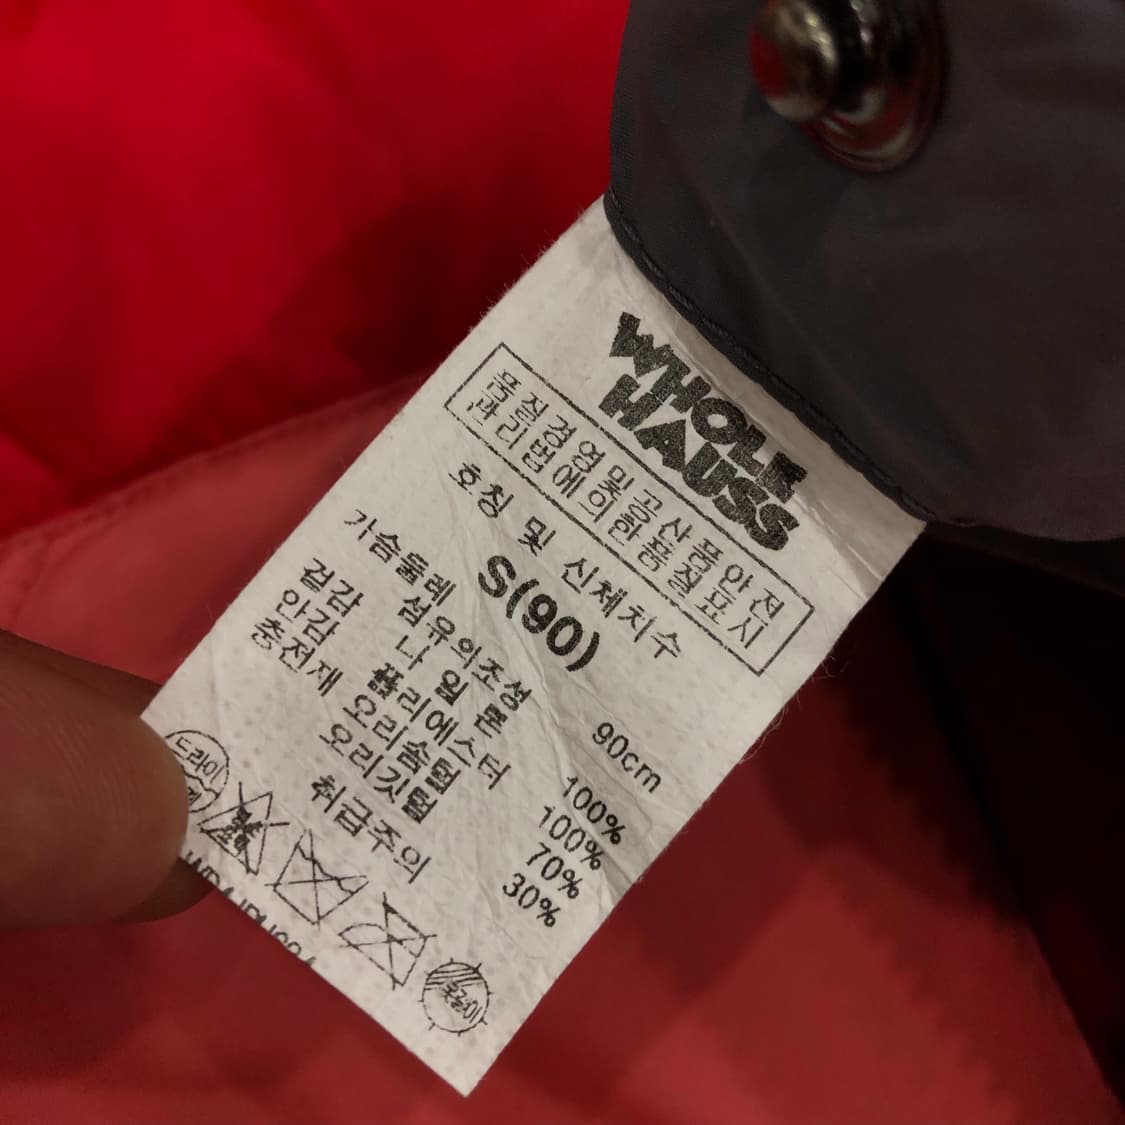 WHOLE
HAUSS
품질경영및공산품안전
관리법에의한품질표시
호칭 및 신체치수
S(90)
가슴둘레 90cm
섬유의조성
겉감 나일론 100%
안감 폴리에스터 100%
충전재 오리솜털 70%
오리깃털 30%
취급주의
드라이
옷걸이